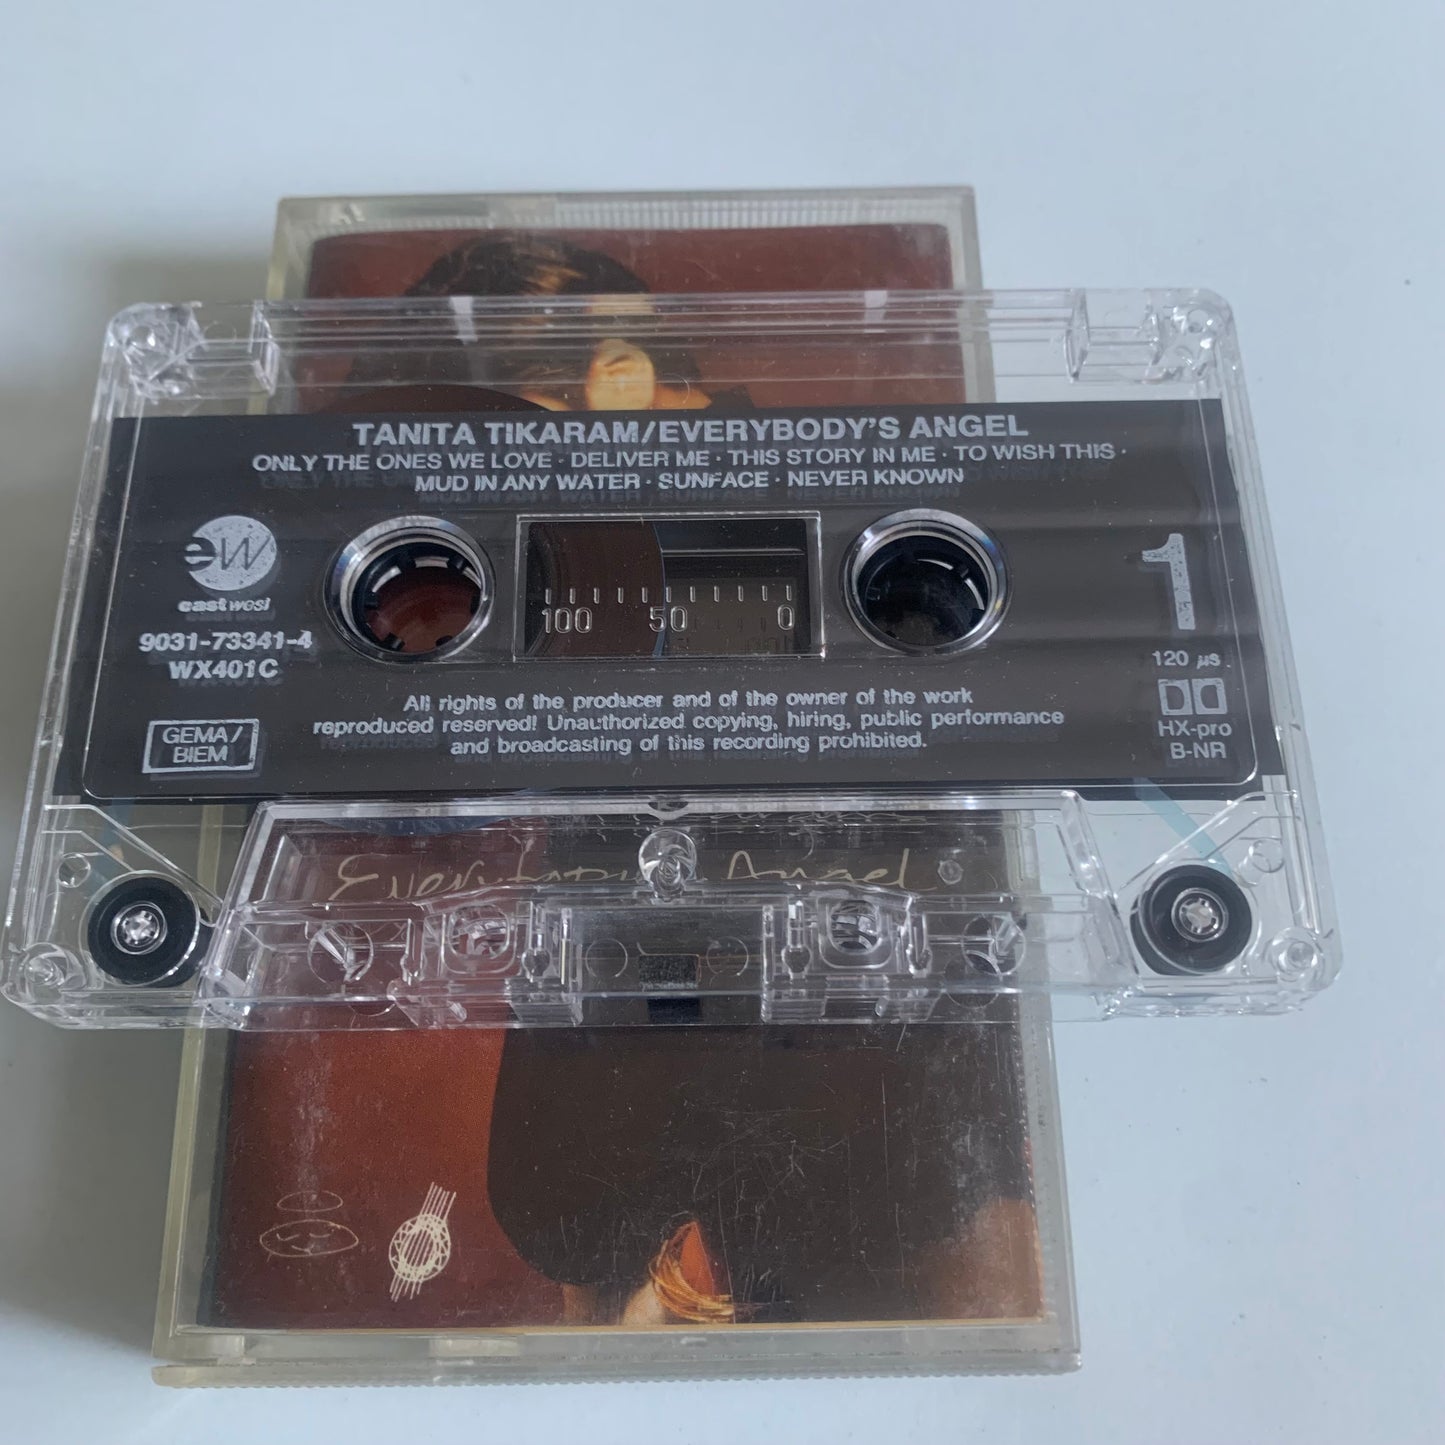 TANITA TIKARAM/EVERYBODY'S ANGEL
ONLY THE ONES WE LOVE · DELIVER ME · THIS STORY IN ME · TO WISH THIS ·
MUD IN ANY WATER · SUNFACE · NEVER KNOWN
ew
eastwest
9031-73341-4
WX401C
GEMA/
BIEM
100 50 0
1
120 µs
HX-pro
B-NR
All rights of the producer and of the owner of the work
reproduced reserved! Unauthorized copying, hiring, public performance
and broadcasting of this recording prohibited.
Angel